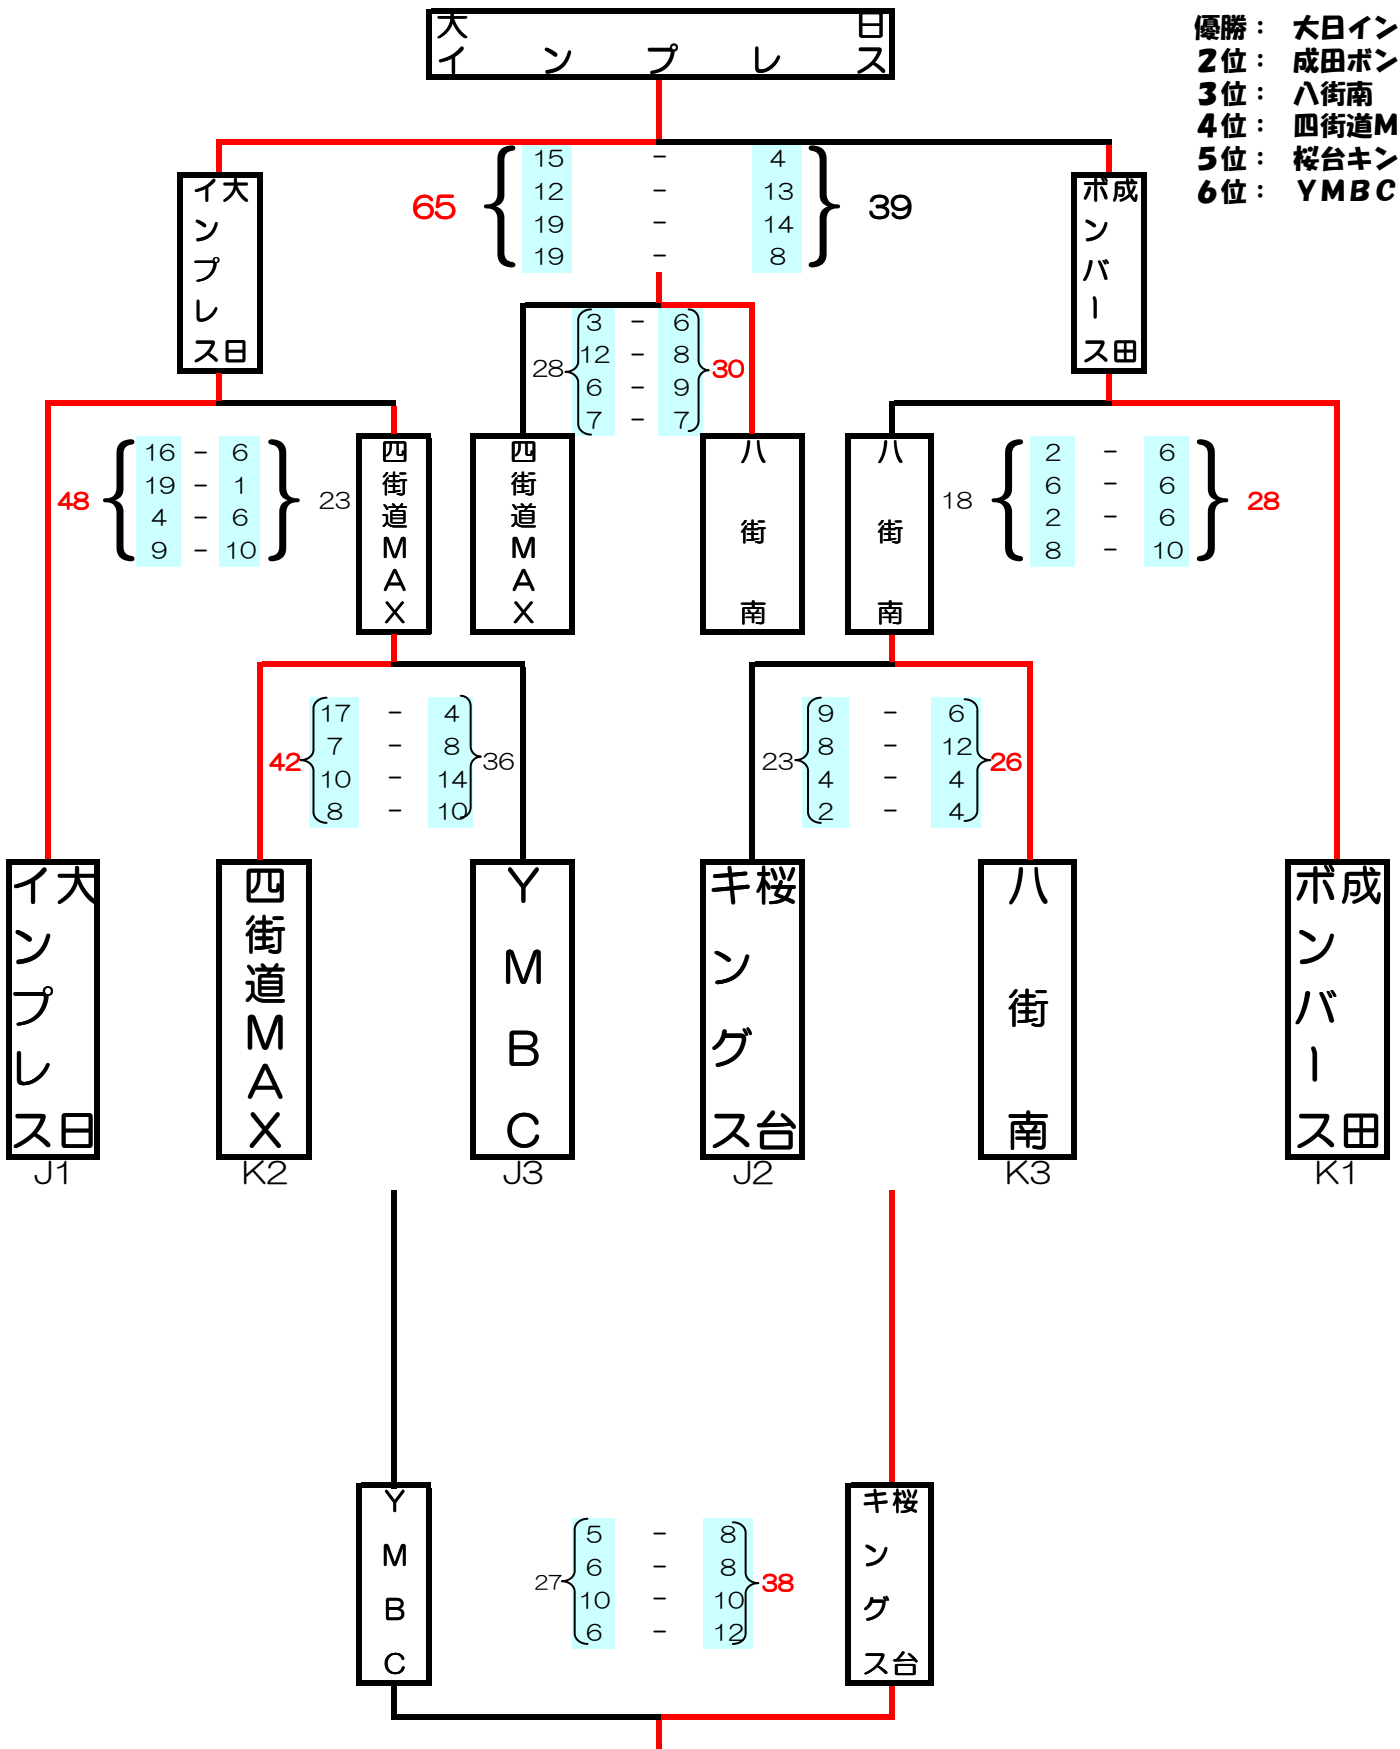 大日
インプレス
優勝： 大日イン
2位： 成田ボン
3位： 八街南
4位： 四街道M
5位： 桜台キン
6位： YMBC
15 - 4
12 - 13
19 - 14
19 - 8
65
39
大日
インプレス
成田
ボンバース
3 - 6
12 - 8
6 - 9
7 - 7
28
30
16 - 6
19 - 1
4 - 6
9 - 10
48
23
四街道MAX
四街道MAX
八街南
八街南
2 - 6
6 - 6
2 - 6
8 - 10
18
28
17 - 4
7 - 8
10 - 14
8 - 10
42
36
9 - 6
8 - 12
4 - 4
2 - 4
23
26
大日
インプレス
四街道MAX
YMBC
桜台
キングス
八街南
成田
ボンバース
J1
K2
J3
J2
K3
K1
YMBC
5 - 8
6 - 8
10 - 10
6 - 12
27
38
桜台
キングス